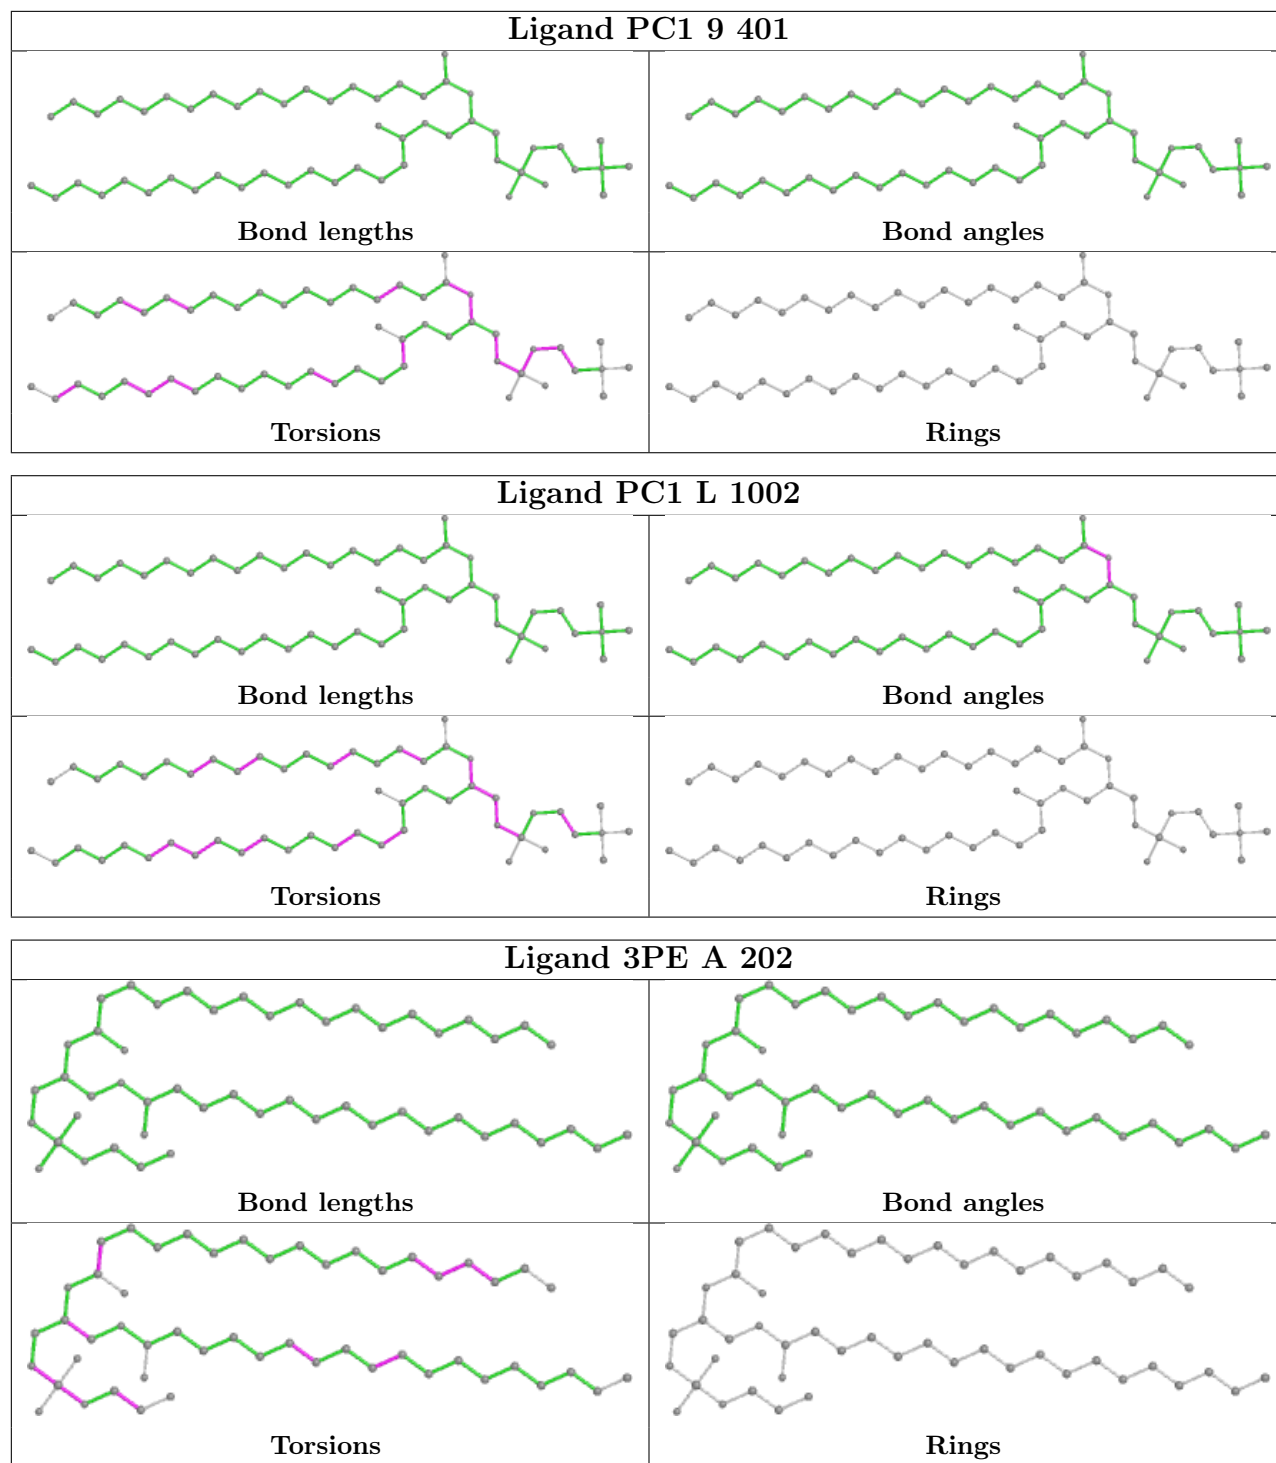 Ligand PC1 9 401
Bond lengths
Bond angles
Torsions
Rings
Ligand PC1 L 1002
Bond lengths
Bond angles
Torsions
Rings
Ligand 3PE A 202
Bond lengths
Bond angles
Torsions
Rings